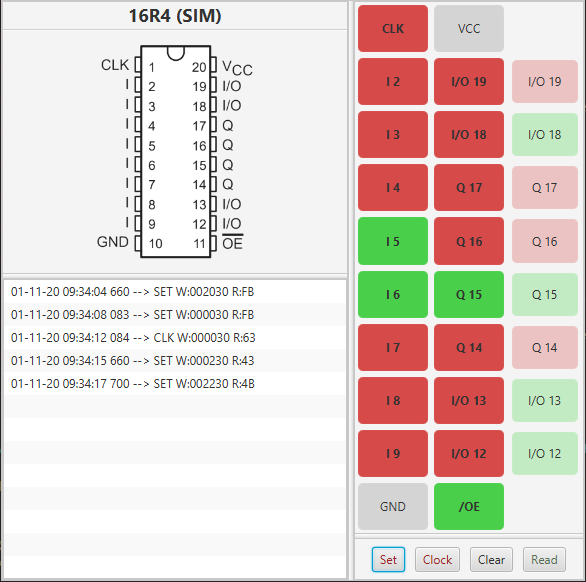 16R4 (SIM)
CLK 1 20 VCC
I 2 19 I/O
I 3 18 I/O
I 4 17 Q
I 5 16 Q
I 6 15 Q
I 7 14 Q
I 8 13 I/O
I 9 12 I/O
GND 10 11 OE
01-11-20 09:34:04 660 --> SET W:002030 R:FB
01-11-20 09:34:08 083 --> SET W:000030 R:FB
01-11-20 09:34:12 084 --> CLK W:000030 R:63
01-11-20 09:34:15 660 --> SET W:000230 R:43
01-11-20 09:34:17 700 --> SET W:002230 R:4B
CLK VCC
I 2 I/O 19 I/O 19
I 3 I/O 18 I/O 18
I 4 Q 17 Q 17
I 5 Q 16 Q 16
I 6 Q 15 Q 15
I 7 Q 14 Q 14
I 8 I/O 13 I/O 13
I 9 I/O 12 I/O 12
GND /OE
Set Clock Clear Read